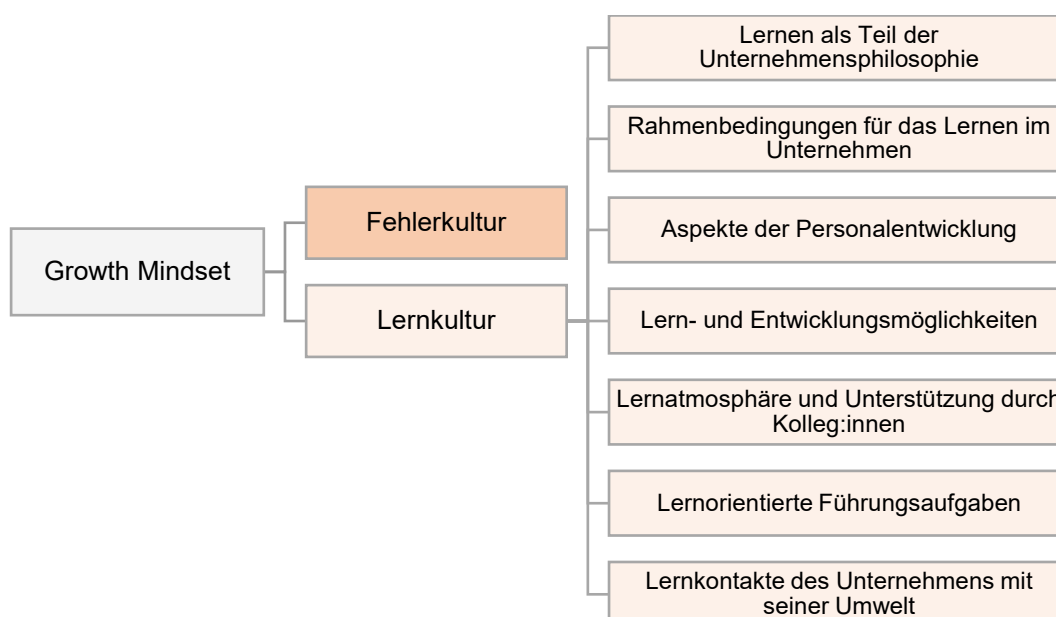 Growth Mindset
Fehlerkultur
Lernkultur
Lernen als Teil der
Unternehmensphilosophie
Rahmenbedingungen für das Lernen im
Unternehmen
Aspekte der Personalentwicklung
Lern- und Entwicklungsmöglichkeiten
Lernatmosphäre und Unterstützung durch
Kolleg:innen
Lernorientierte Führungsaufgaben
Lernkontakte des Unternehmens mit
seiner Umwelt